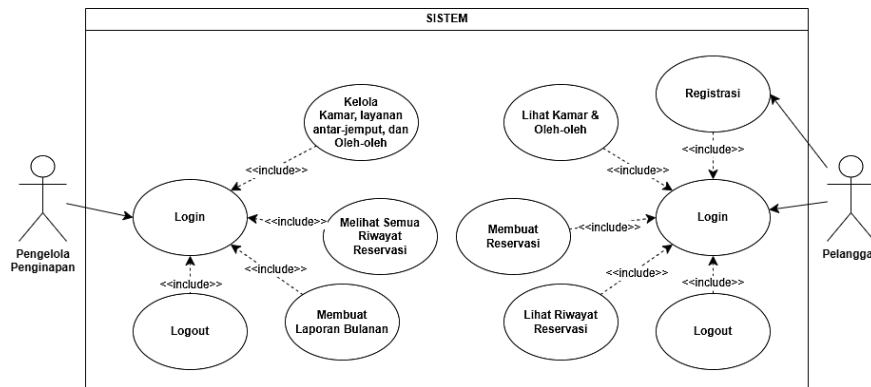 SISTEM
Kelola
Kamar, layanan
antar-jemput, dan
Oleh-oleh
Lihat Kamar &
Oleh-oleh
Registrasi
<<include>>
<<include>>
<<include>>
Login
<<include>>
Melihat Semua
Riwayat
Reservasi
Membuat
Reservasi
<<include>>
Login
Pengelola
Penginapan
Pelangga
<<include>>
<<include>>
<<include>>
<<include>>
Logout
Membuat
Laporan Bulanan
Lihat Riwayat
Reservasi
Logout